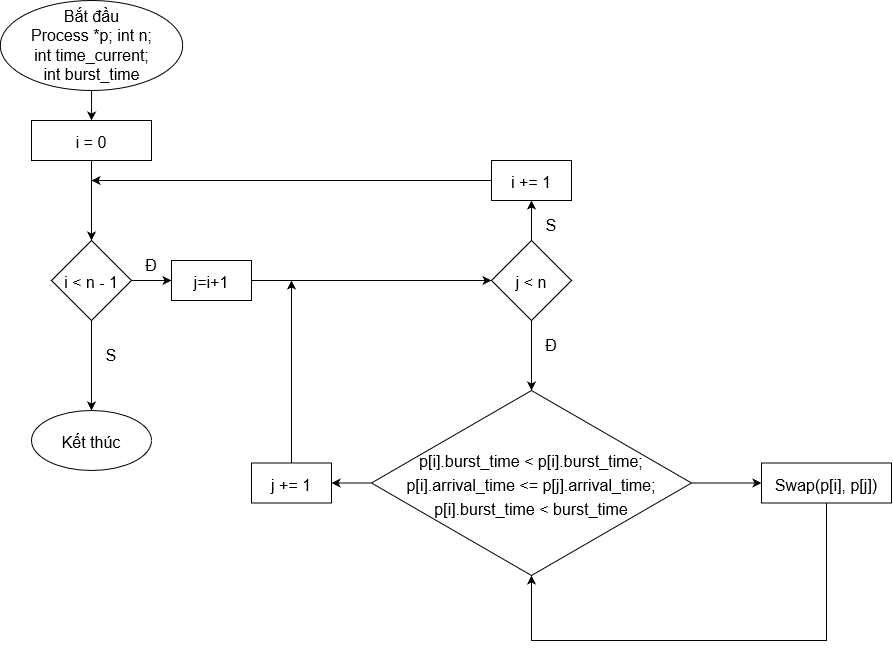 Bắt đầu
Process *p; int n;
int time_current;
int burst_time
i = 0
i += 1
S
i < n - 1
Đ
j=i+1
j < n
S
Đ
Kết thúc
p[i].burst_time < p[i].burst_time;
p[i].arrival_time <= p[j].arrival_time;
p[i].burst_time < burst_time
j += 1
Swap(p[i], p[j])